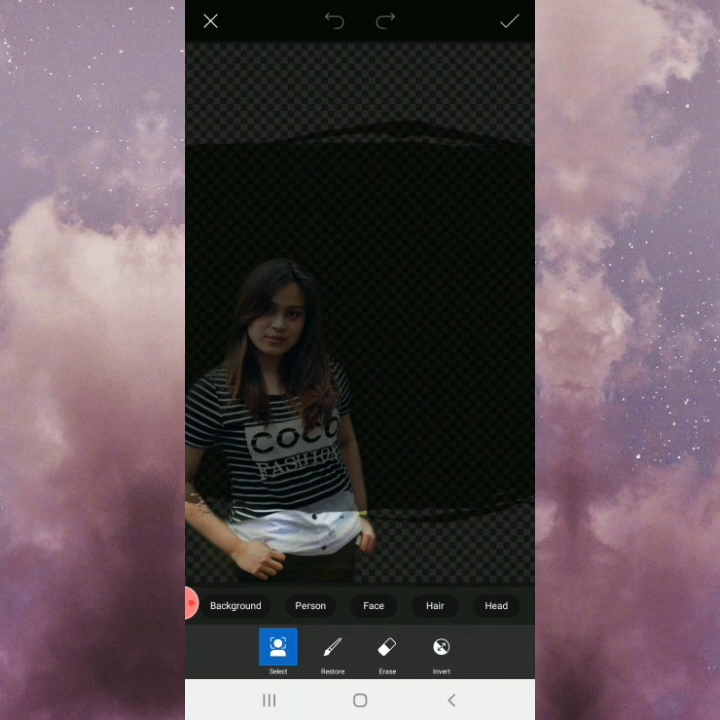 COCO
FASHION
Background Person Face Hair Head
Select Restore Erase Invert